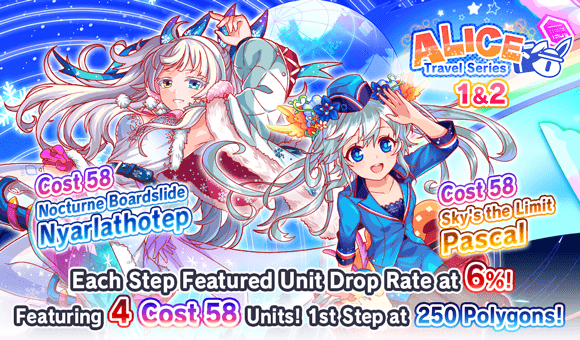 ALICE
Travel Series
1&2
Cost 58
Nocturne Boardslide
Nyarlathotep
Cost 58
Sky's the Limit
Pascal
Each Step Featured Unit Drop Rate at 6%!
Featuring 4 Cost 58 Units! 1st Step at 250 Polygons!